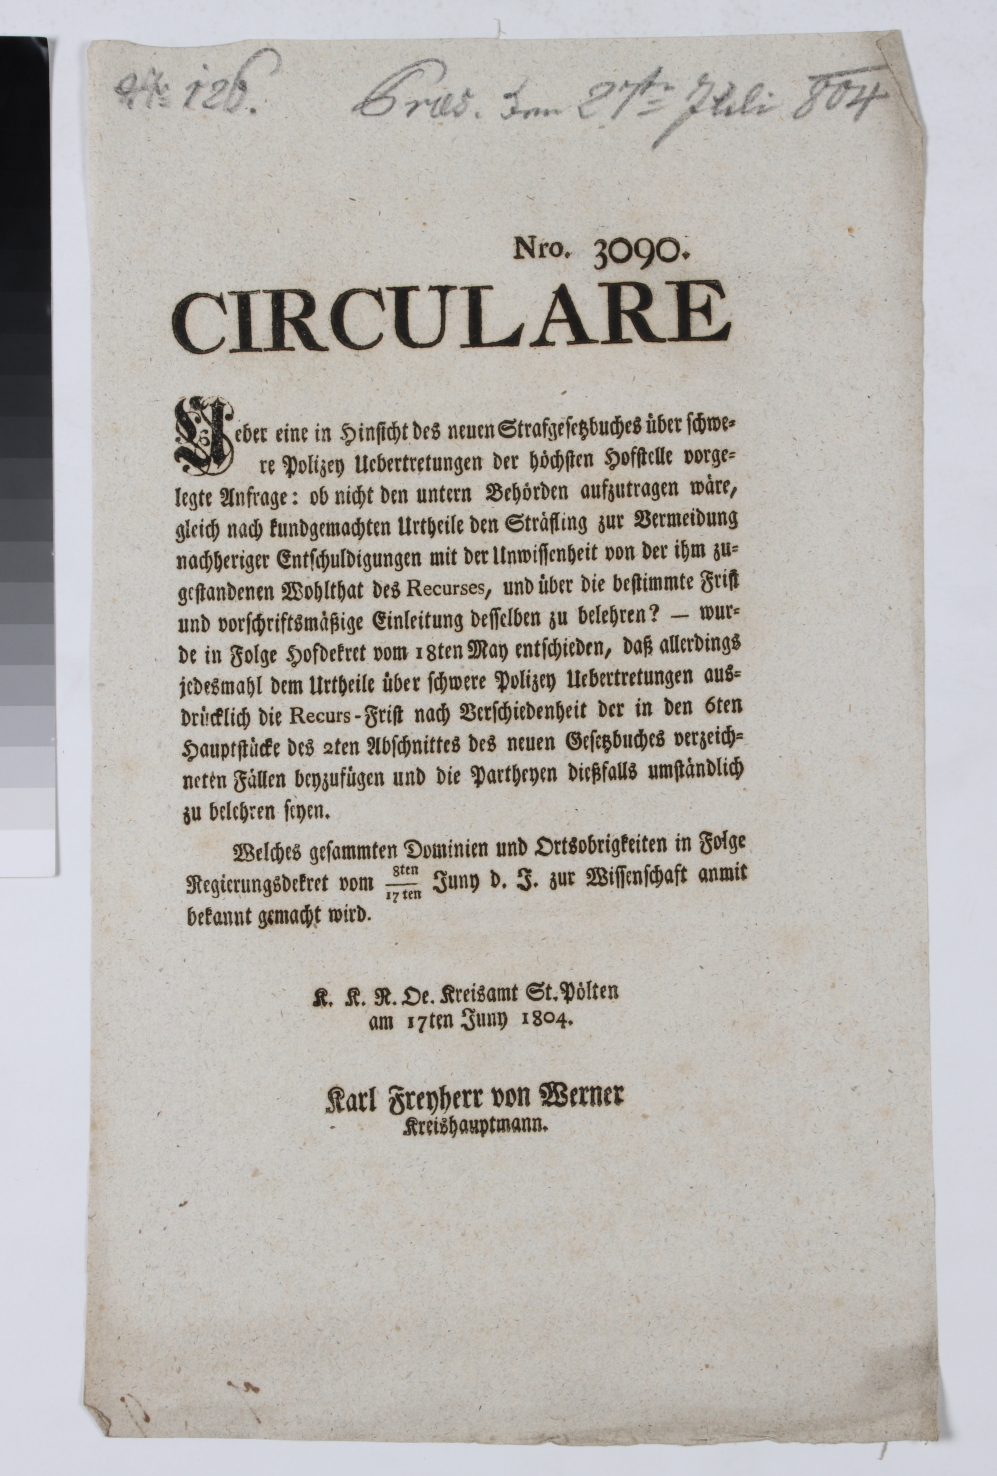 No 126. Præs. den 27tn Juli 804
Nro. 3090.
CIRCULARE
Ueber eine in Hinsicht des neuen Strafgesetzbuches über schwe-
re Polizey Uebertretungen der höchsten Hofstelle vorge-
legte Anfrage: ob nicht den untern Behörden aufzutragen wäre,
gleich nach kundgemachten Urtheile den Sträfling zur Vermeidung
nachheriger Entschuldigungen mit der Unwissenheit von der ihm zu-
gestandenen Wohlthat des Recurses, und über die bestimmte Frist
und vorschriftsmäßige Einleitung desselben zu belehren? — wur-
de in Folge Hofdekret vom 18ten May entschieden, daß allerdings
jedesmahl dem Urtheile über schwere Polizey Uebertretungen aus-
drücklich die Recurs-Frist nach Verschiedenheit der in den 6ten
Hauptstücke des 2ten Abschnittes des neuen Gesetzbuches verzeich-
neten Fällen beyzufügen und die Partheyen dießfalls umständlich
zu belehren seyen.
Welches gesammten Dominien und Ortsobrigkeiten in Folge
Regierungsdekret vom 8ten/17ten Juny d. J. zur Wissenschaft anmit
bekannt gemacht wird.
K. K. N. Oe. Kreisamt St. Pölten
am 17ten Juny 1804.
Karl Freyherr von Werner
Kreishauptmann.